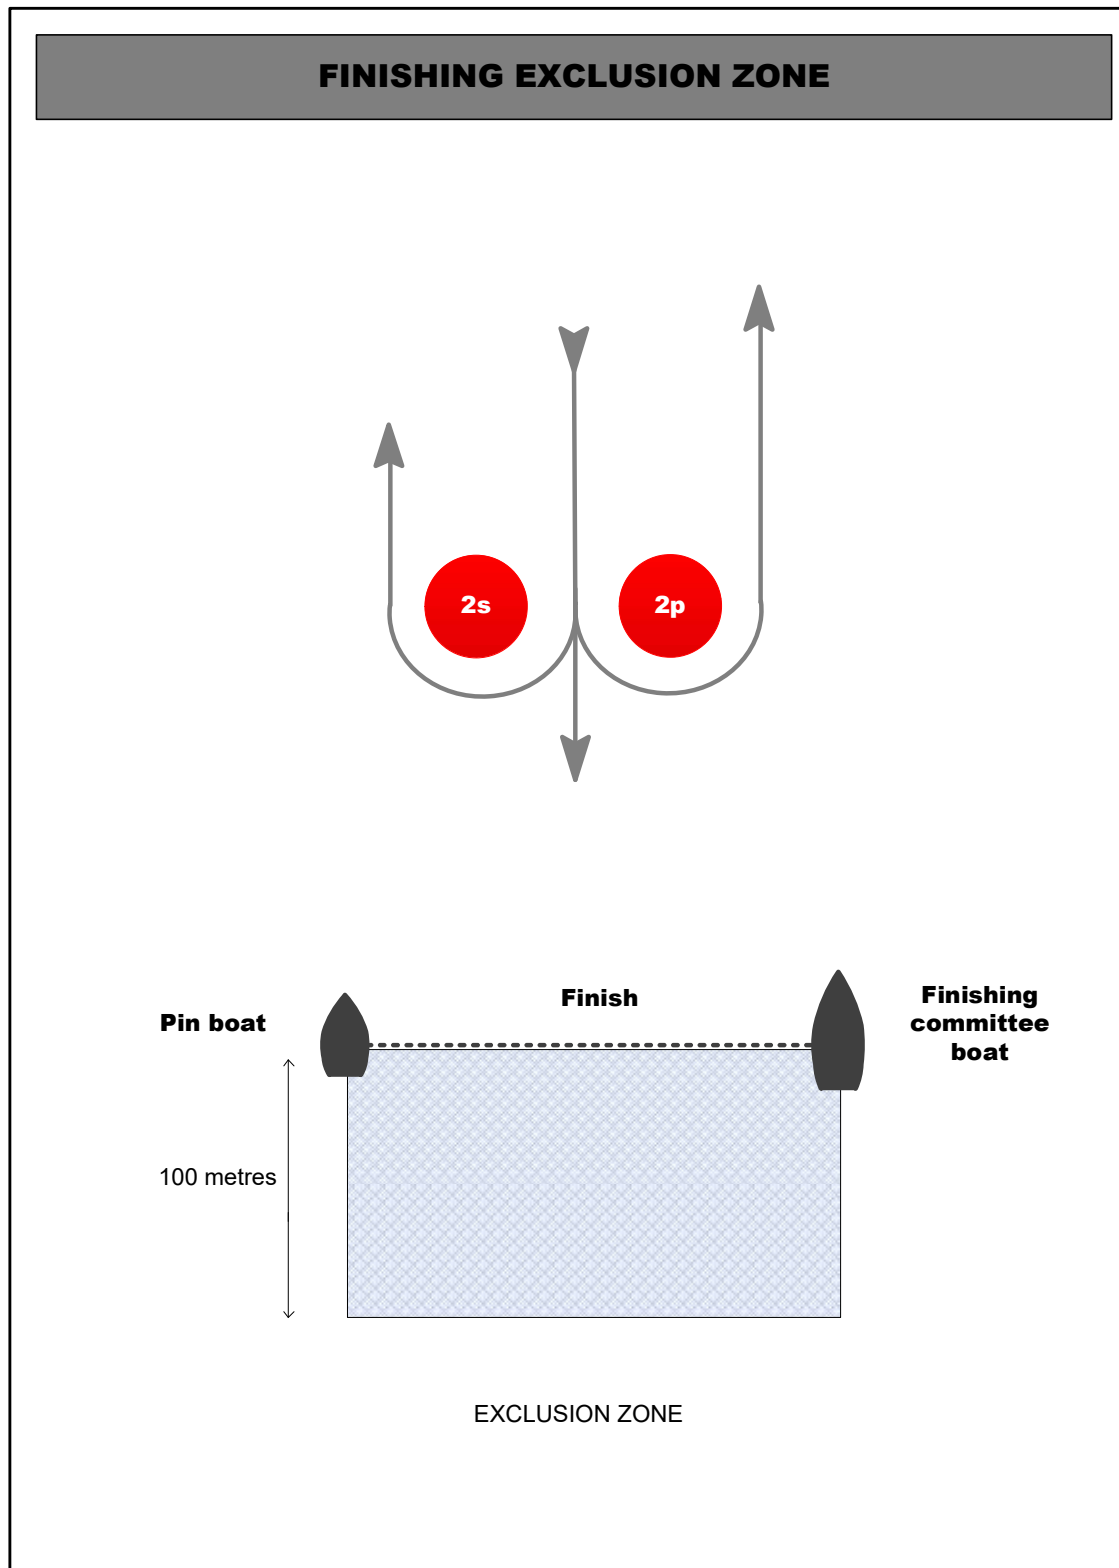 FINISHING EXCLUSION ZONE
2s
2p
Finish
Pin boat
Finishing
committee
boat
100 metres
EXCLUSION ZONE